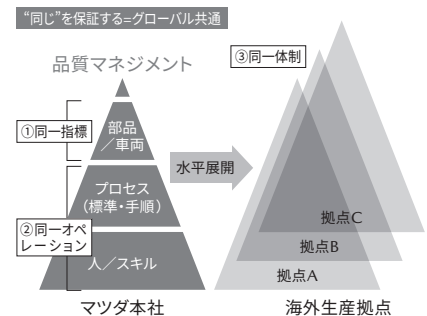 “同じ”を保証する=グローバル共通
品質マネジメント
①同一指標
部品
／車両
プロセス
(標準・手順)
②同一オペ
レーション
人／スキル
マツダ本社
水平展開
③同一体制
拠点C
拠点B
拠点A
海外生産拠点